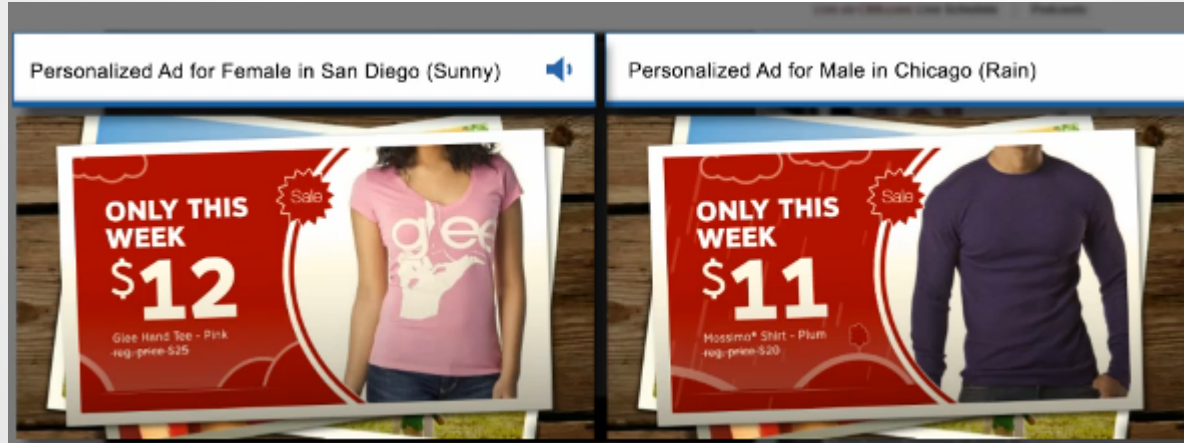 Personalized Ad for Female in San Diego (Sunny)
ONLY THIS
WEEK
$12
Sale
Glee Hand Tee - Pink
reg. price $25
glee
Personalized Ad for Male in Chicago (Rain)
ONLY THIS
WEEK
$11
Sale
Mossimo® Shirt - Plum
reg. price $20